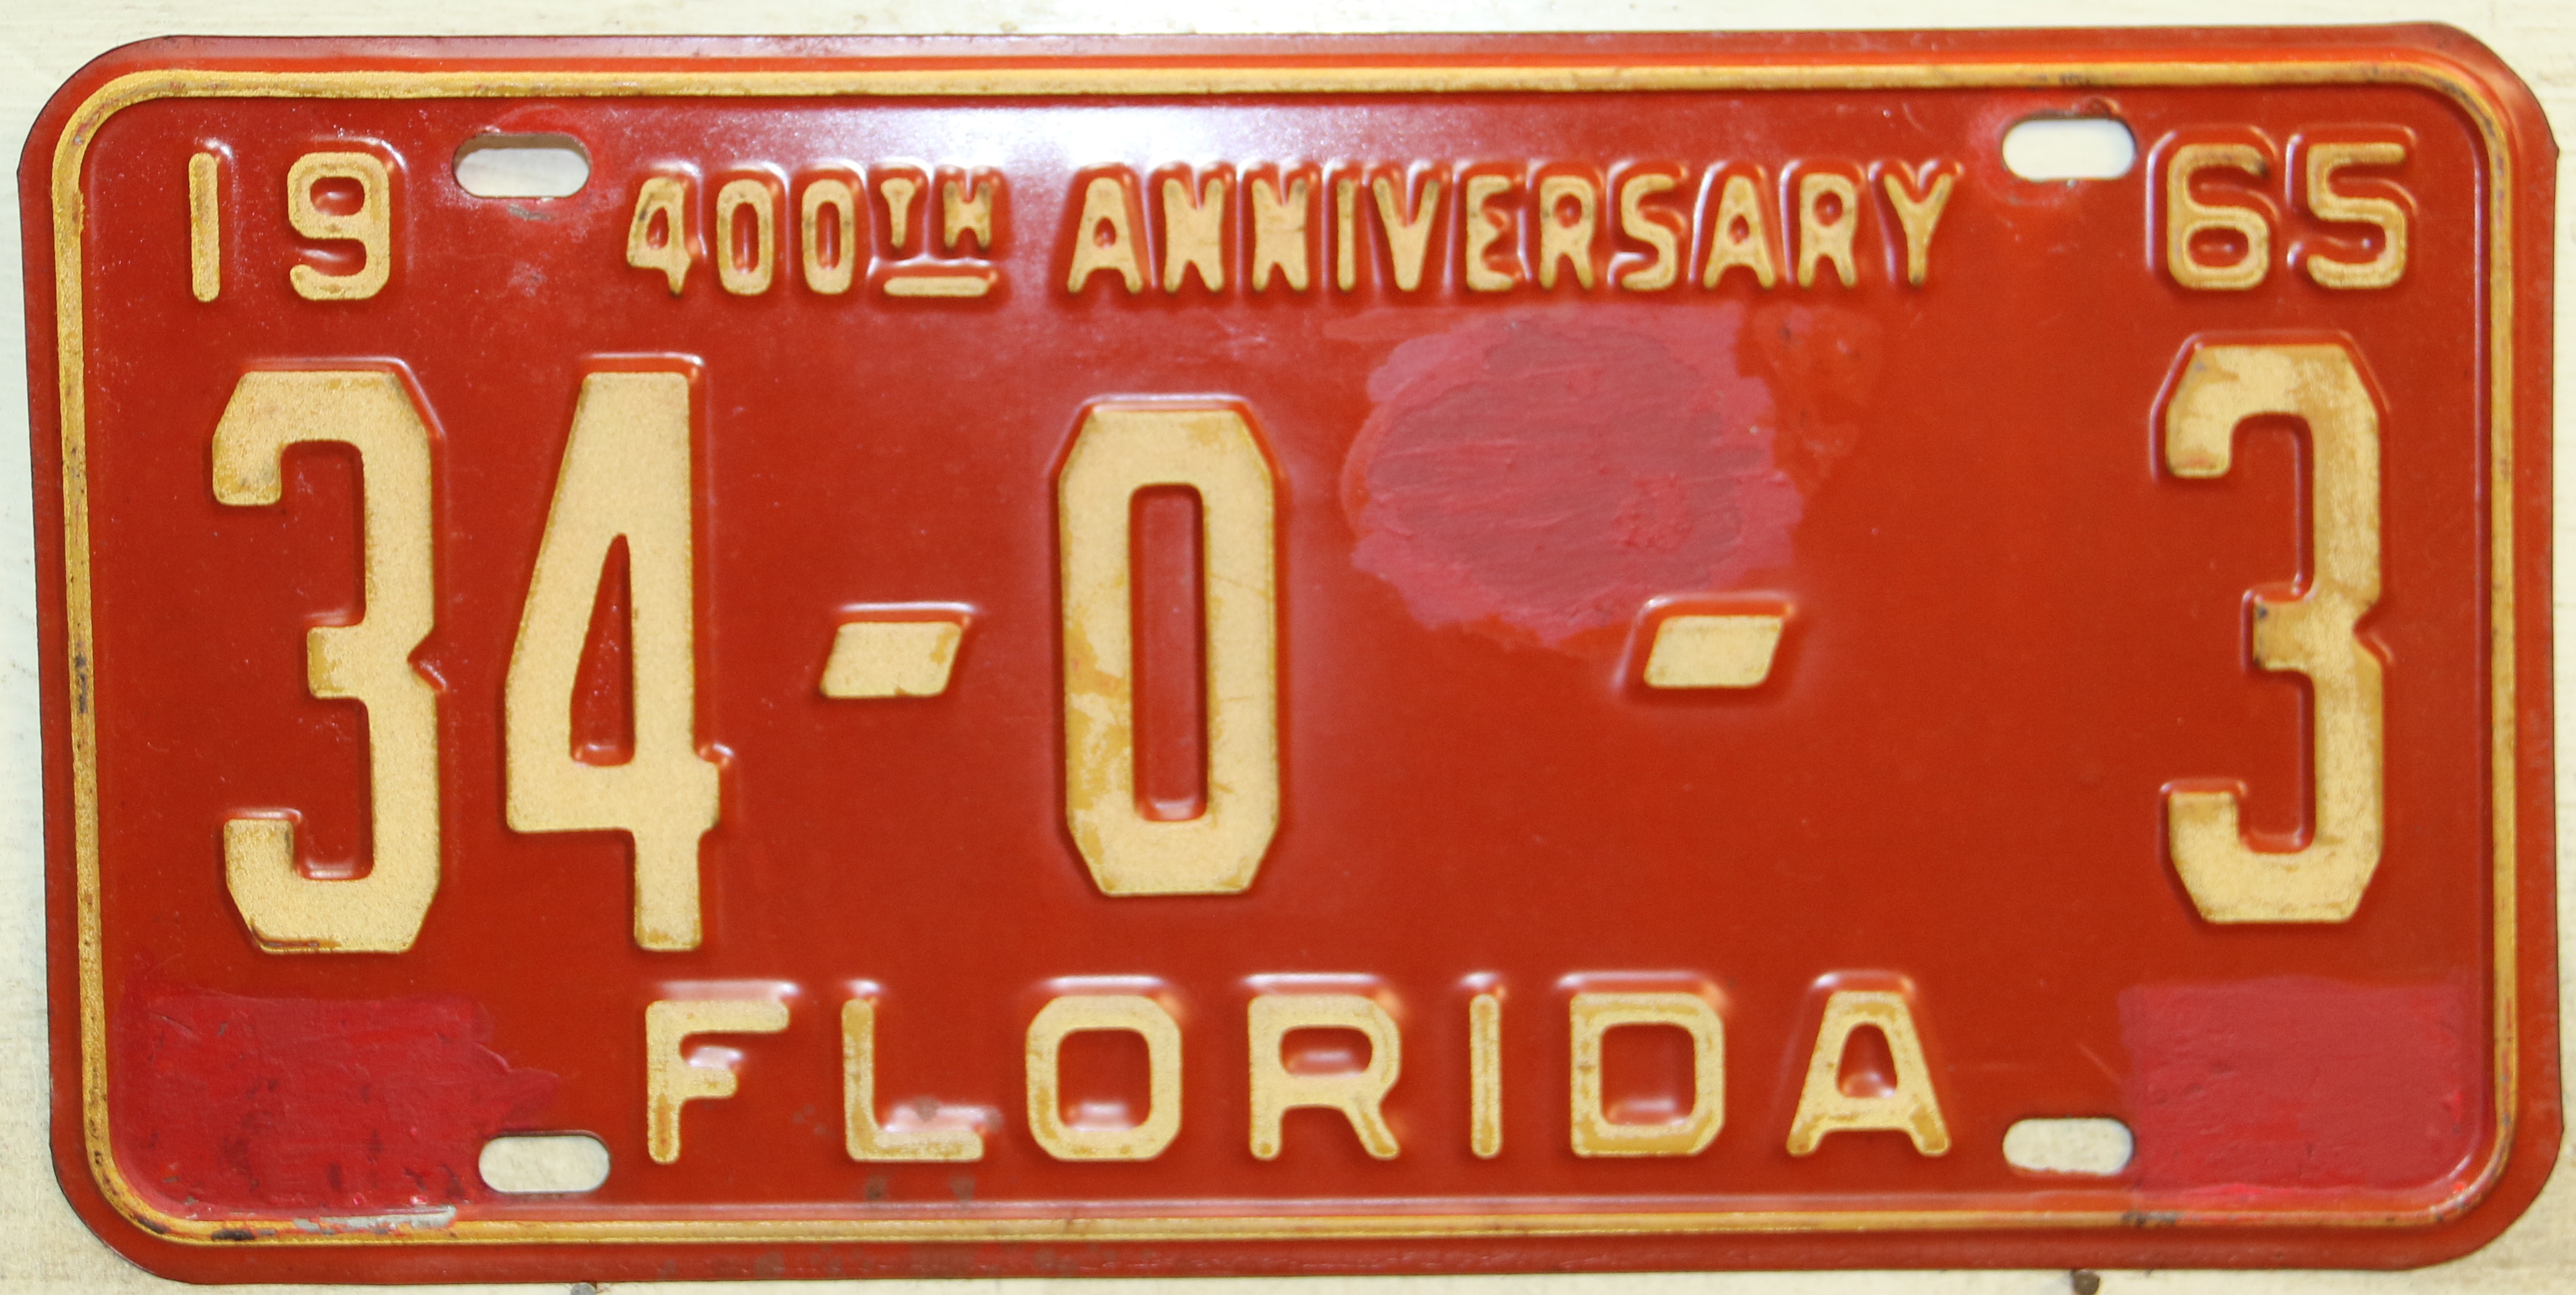 19 400TH ANNIVERSARY 65
34-0 - 3
FLORIDA